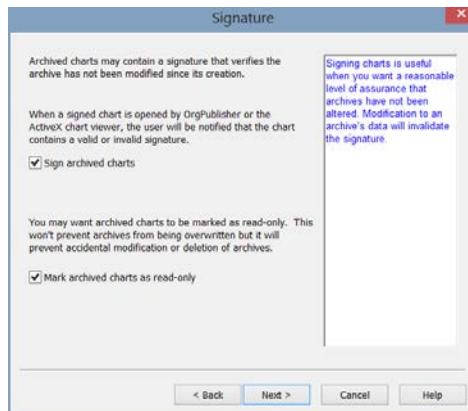 Signature
Archived charts may contain a signature that verifies the
archive has not been modified since its creation.
When a signed chart is opened by OrgPublisher or the
ActiveX chart viewer, the user will be notified that the chart
contains a valid or invalid signature.
Sign archived charts
You may want archived charts to be marked as read-only. This
won't prevent archives from being overwritten but it will
prevent accidental modification or deletion of archives.
Mark archived charts as read-only
Signing charts is useful
when you want a reasonable
level of assurance that
archives have not been
altered. Modification to an
archive's data will invalidate
the signature.
< Back
Next >
Cancel
Help